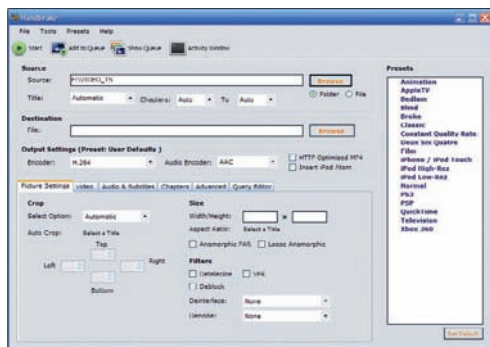 Handbrake
File Tools Presets Help
Start Add to Queue Show Queue Activity Window
Source
Source: Browse
Title: Automatic Chapters: Auto To Auto Folder File
Destination
File: Browse
Output Settings (Preset: User Defaults )
Encoder: H.264 Audio Encoder: AAC HTTP Optimised MP4
Insert iPod Atom
Picture Settings Video Audio & Subtitles Chapters Advanced Query Editor
Crop
Select Option: Automatic
Auto Crop: Select a Title
Top
Left Right
Bottom
Size
Width/Height: x
Aspect Ratio: Select a Title
Anamorphic PAR Loose Anamorphic
Filters
Detelecine VFR
Deblock
Deinterlace: None
Denoise: None
Presets
Animation
AppleTV
Bedlam
Blind
Broke
Classic
Constant Quality Rate
Deux Six Quatre
Film
iPhone / iPod Touch
iPod High-Rez
iPod Low-Rez
Normal
PS3
PSP
QuickTime
Television
Xbox 360
Set Default